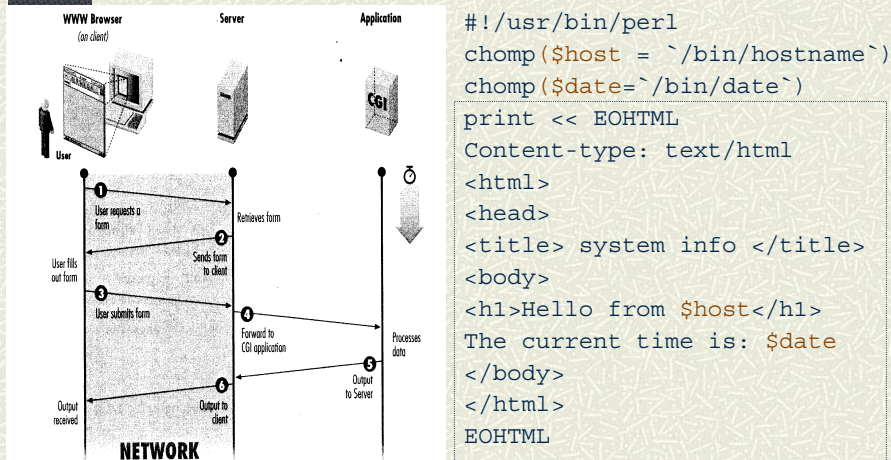 WWW Browser
(on client)
Server
Application
CGI
User
1
User requests a
form
Retrieves form
2
Sends form
to client
User fills
out form
3
User submits form
4
Forward to
CGI application
Processes
data
5
Output
to Server
6
Output to
client
Output
received
NETWORK
#!/usr/bin/perl
chomp($host = `/bin/hostname`)
chomp($date=`/bin/date`)
print << EOHTML
Content-type: text/html
<html>
<head>
<title> system info </title>
<body>
<h1>Hello from $host</h1>
The current time is: $date
</body>
</html>
EOHTML